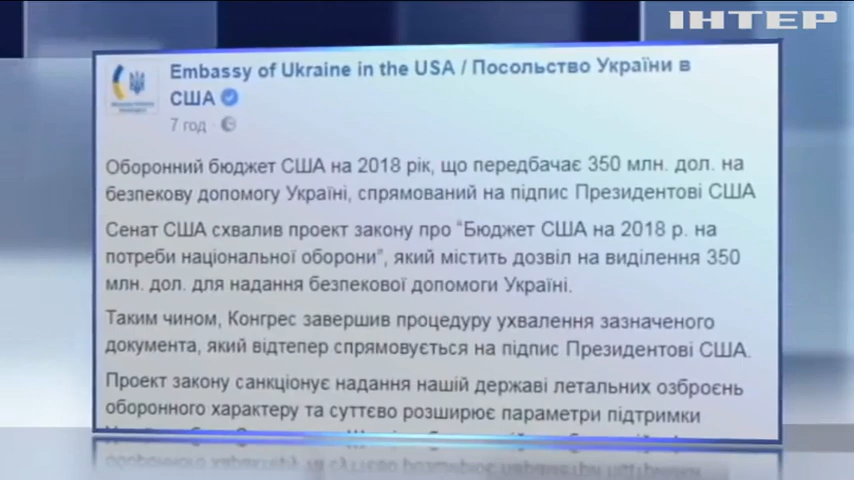 ІНТЕР
Embassy of Ukraine in the USA / Посольство України в
США
7 год
Оборонний бюджет США на 2018 рік, що передбачає 350 млн. дол. на
безпекову допомогу Україні, спрямований на підпис Президентові США
Сенат США схвалив проект закону про “Бюджет США на 2018 р. на
потреби національної оборони”, який містить дозвіл на виділення 350
млн. дол. для надання безпекової допомоги Україні.
Таким чином, Конгрес завершив процедуру ухвалення зазначеного
документа, який відтепер спрямовується на підпис Президентові США.
Проект закону санкціонує надання нашій державі летальних озброєнь
оборонного характеру та суттєво розширює параметри підтримки